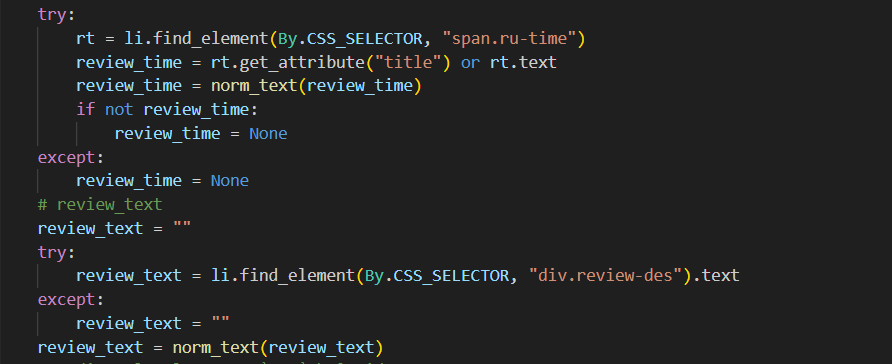 try:
    rt = li.find_element(By.CSS_SELECTOR, "span.ru-time")
    review_time = rt.get_attribute("title") or rt.text
    review_time = norm_text(review_time)
    if not review_time:
        review_time = None
except:
    review_time = None
# review_text
review_text = ""
try:
    review_text = li.find_element(By.CSS_SELECTOR, "div.review-des").text
except:
    review_text = ""
review_text = norm_text(review_text)